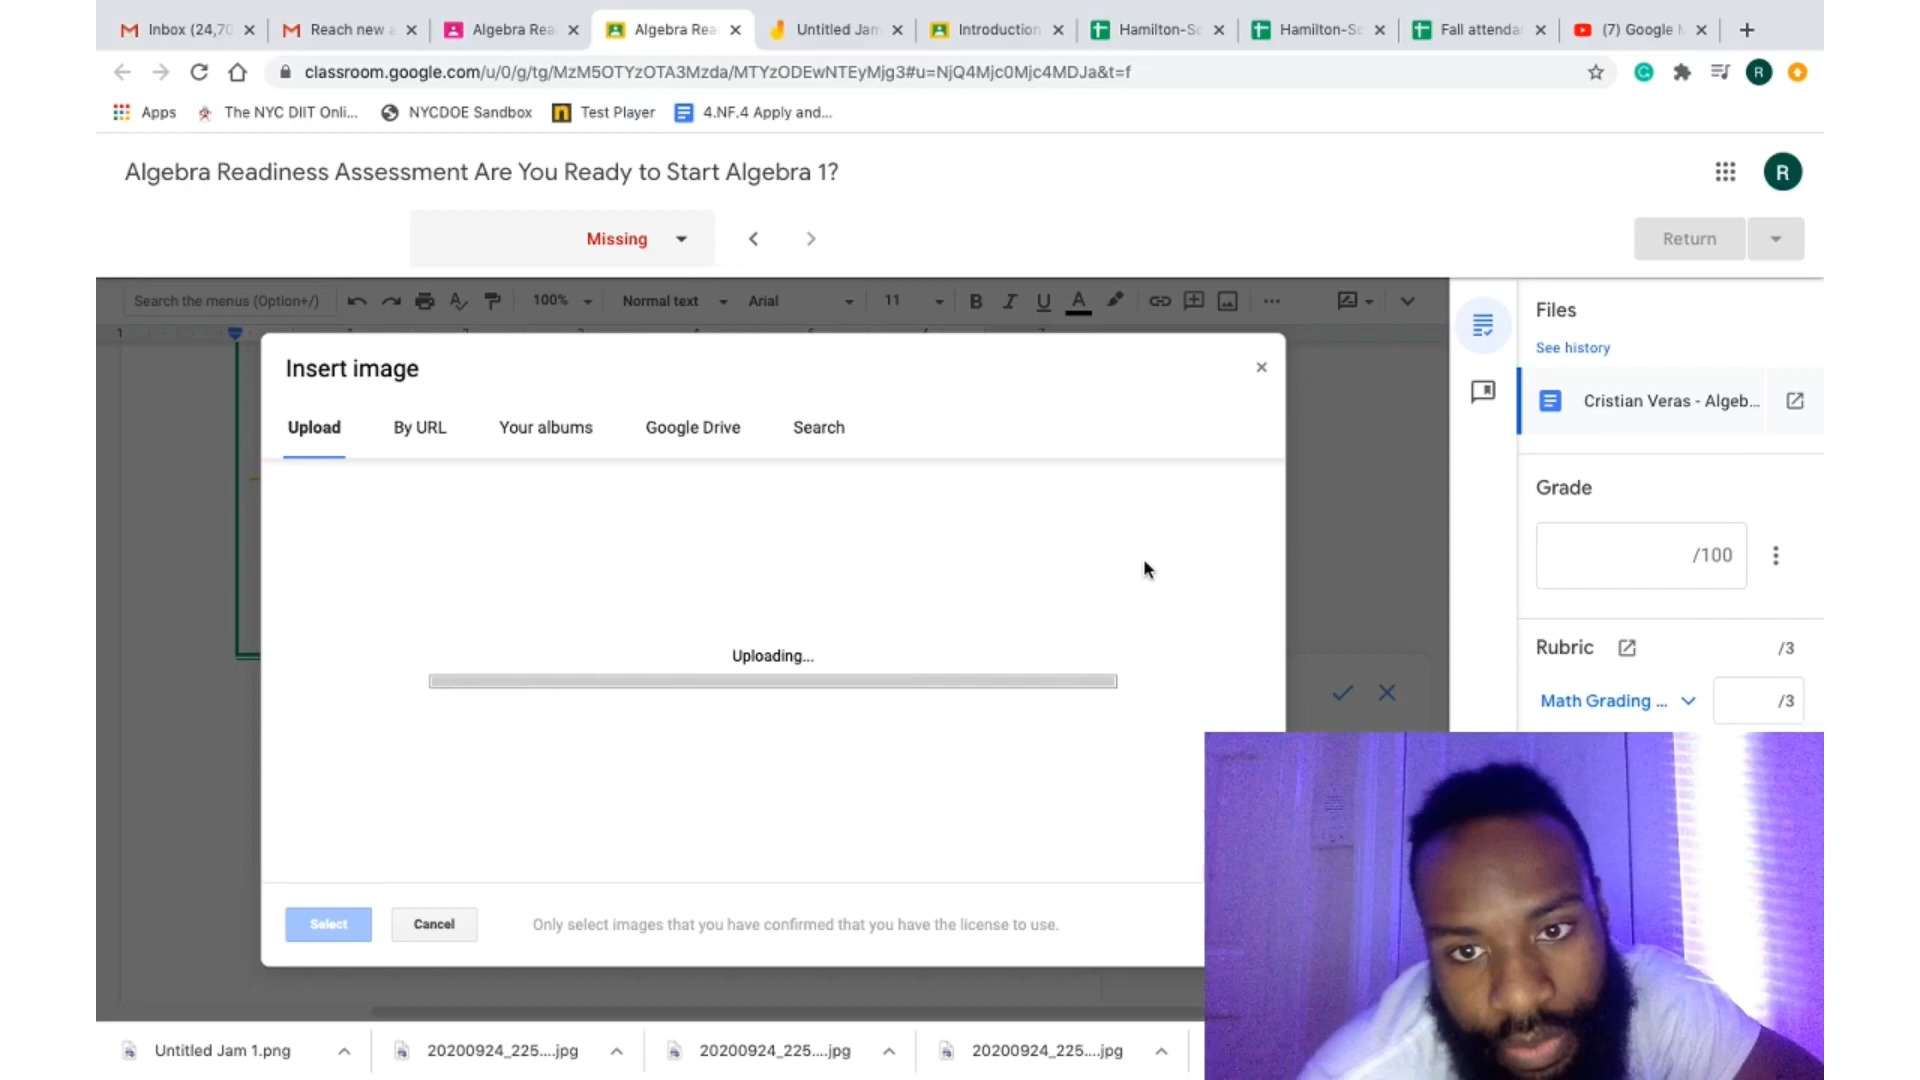 Inbox (24,70
Reach new a
Algebra Rea
Algebra Rea
Untitled Jam
Introduction
Hamilton-Sc
Hamilton-Sc
Fall attendar
(7) Google M
classroom.google.com/u/0/g/tg/MzM5OTYzOTA3Mzda/MTYzODEwNTEyMjg3#u=NjQ4Mjc0Mjc4MDJa&t=f
R
Apps
The NYC DIIT Onli...
NYCDOE Sandbox
Test Player
4.NF.4 Apply and...
Algebra Readiness Assessment Are You Ready to Start Algebra 1?
R
Missing
Return
Search the menus (Option+/)
100%
Normal text
Arial
11
B I U A
Files
See history
Cristian Veras - Algeb...
Insert image
Upload
By URL
Your albums
Google Drive
Search
Grade
/100
Uploading...
Rubric
/3
Math Grading ...
/3
Select
Cancel
Only select images that you have confirmed that you have the license to use.
Untitled Jam 1.png
20200924_225....jpg
20200924_225....jpg
20200924_225....jpg